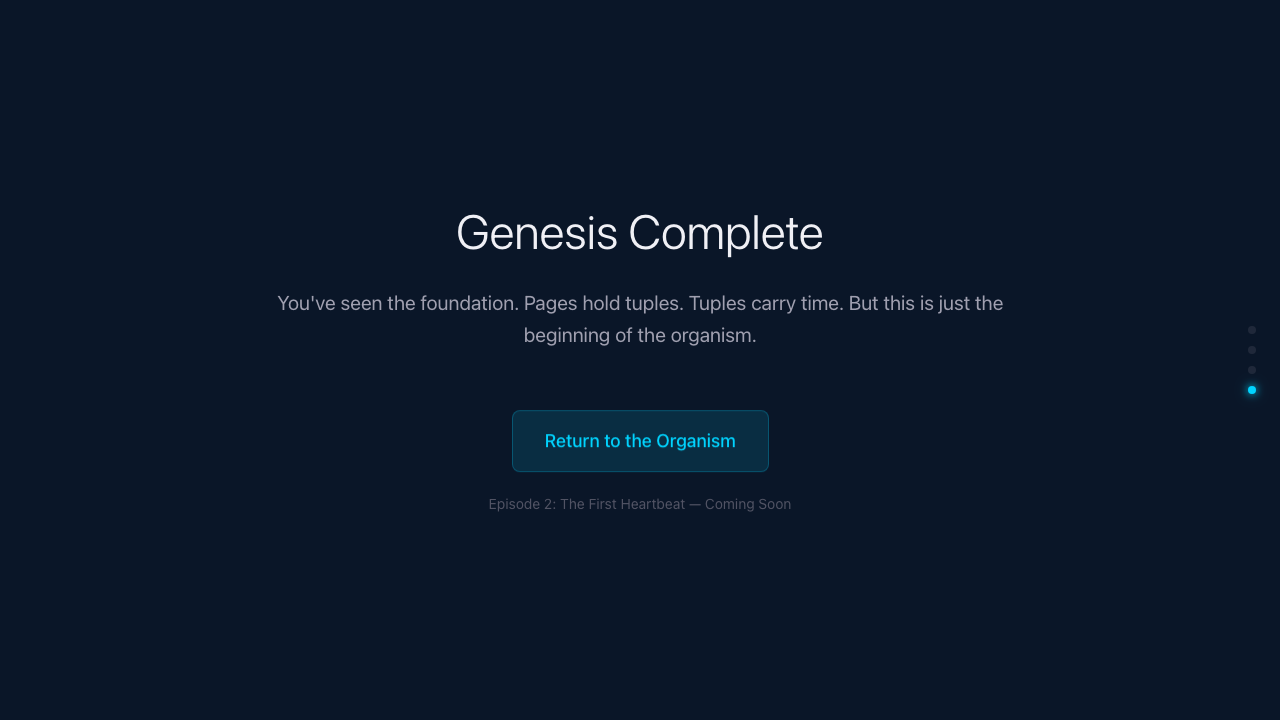 Genesis Complete
You've seen the foundation. Pages hold tuples. Tuples carry time. But this is just the
beginning of the organism.
Return to the Organism
Episode 2: The First Heartbeat — Coming Soon